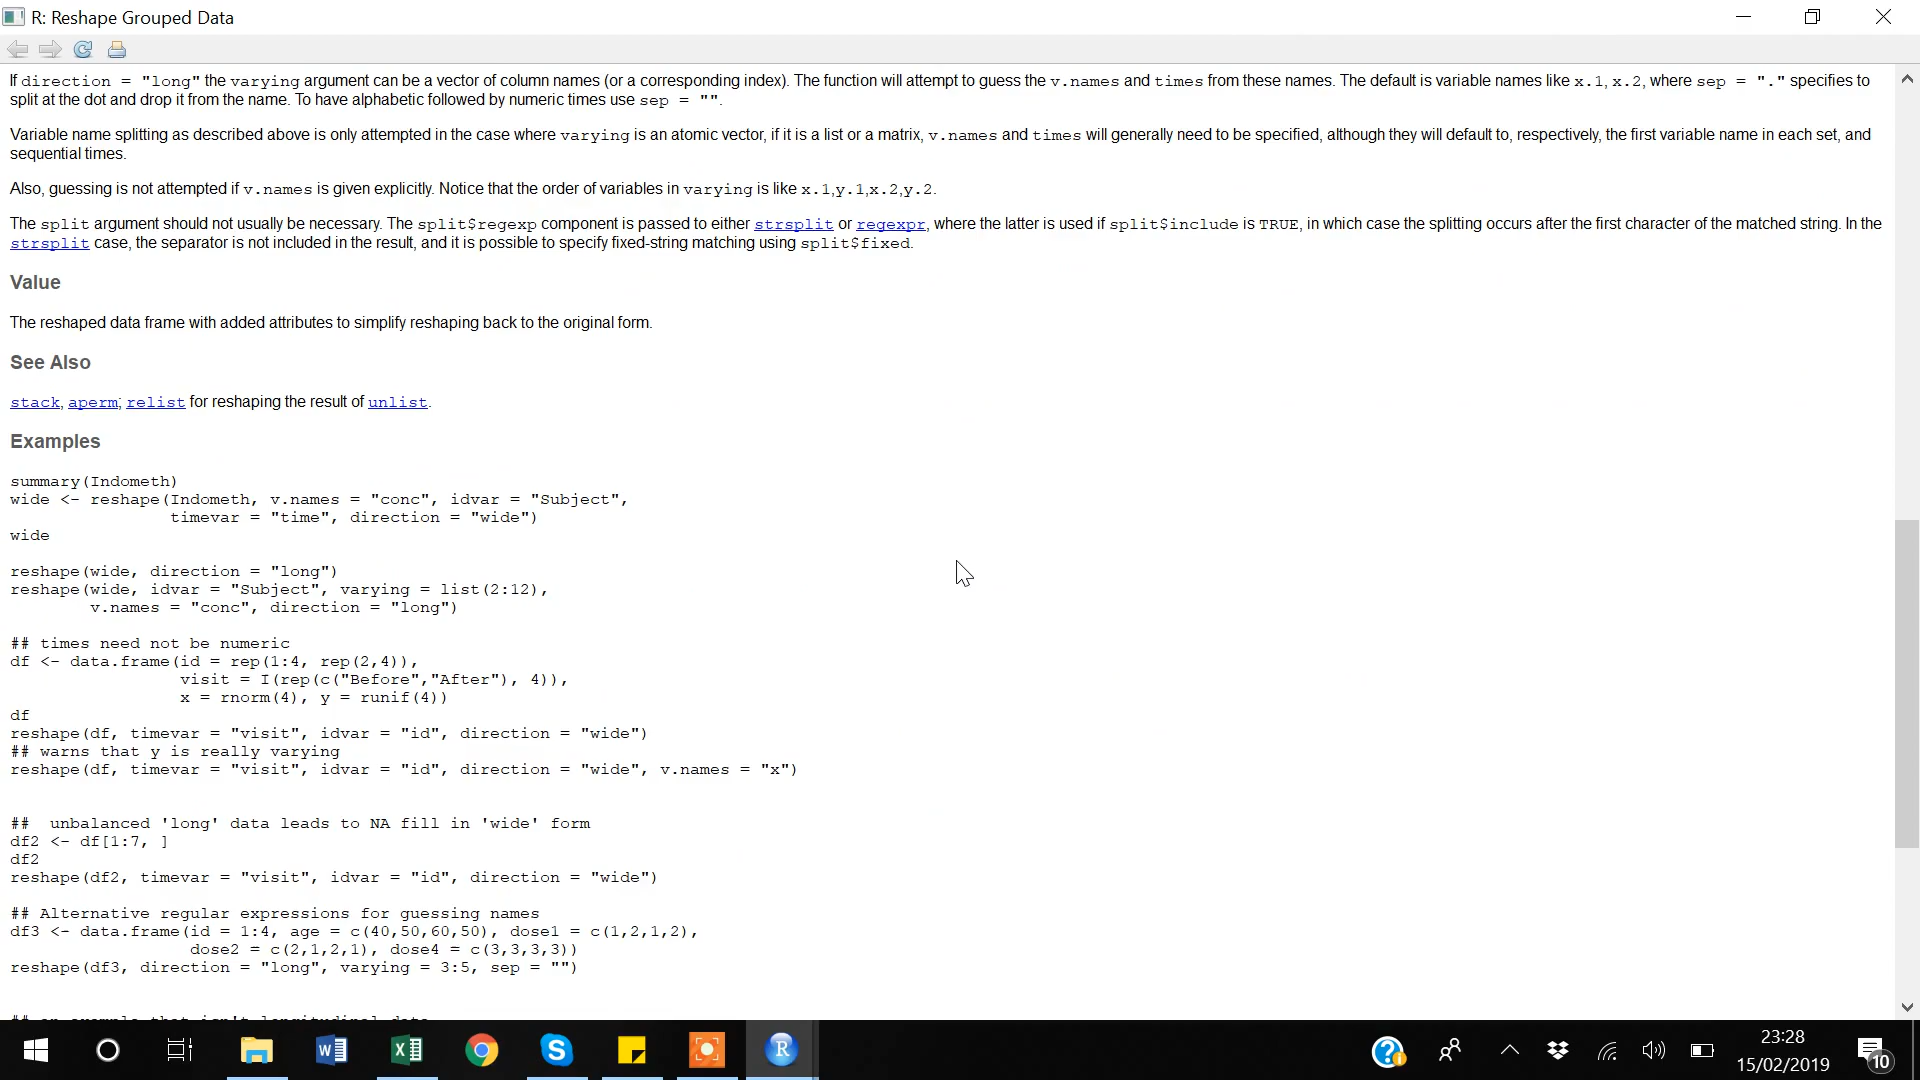 R: Reshape Grouped Data
If direction = "long" the varying argument can be a vector of column names (or a corresponding index). The function will attempt to guess the v.names and times from these names. The default is variable names like x.1, x.2, where sep = "." specifies to
split at the dot and drop it from the name. To have alphabetic followed by numeric times use sep = "".
Variable name splitting as described above is only attempted in the case where varying is an atomic vector, if it is a list or a matrix, v.names and times will generally need to be specified, although they will default to, respectively, the first variable name in each set, and
sequential times.
Also, guessing is not attempted if v.names is given explicitly. Notice that the order of variables in varying is like x.1,y.1,x.2,y.2.
The split argument should not usually be necessary. The split$regexp component is passed to either strsplit or regexpr, where the latter is used if split$include is TRUE, in which case the splitting occurs after the first character of the matched string. In the
strsplit case, the separator is not included in the result, and it is possible to specify fixed-string matching using split$fixed.
Value
The reshaped data frame with added attributes to simplify reshaping back to the original form.
See Also
stack, aperm; relist for reshaping the result of unlist.
Examples
summary(Indometh)
wide <- reshape(Indometh, v.names = "conc", idvar = "Subject",
                timevar = "time", direction = "wide")
wide
reshape(wide, direction = "long")
reshape(wide, idvar = "Subject", varying = list(2:12),
        v.names = "conc", direction = "long")
## times need not be numeric
df <- data.frame(id = rep(1:4, rep(2,4)),
                 visit = I(rep(c("Before","After"), 4)),
                 x = rnorm(4), y = runif(4))
df
reshape(df, timevar = "visit", idvar = "id", direction = "wide")
## warns that y is really varying
reshape(df, timevar = "visit", idvar = "id", direction = "wide", v.names = "x")
##  unbalanced 'long' data leads to NA fill in 'wide' form
df2 <- df[1:7, ]
df2
reshape(df2, timevar = "visit", idvar = "id", direction = "wide")
## Alternative regular expressions for guessing names
df3 <- data.frame(id = 1:4, age = c(40,50,60,50), dose1 = c(1,2,1,2),
                  dose2 = c(2,1,2,1), dose4 = c(3,3,3,3))
reshape(df3, direction = "long", varying = 3:5, sep = "")
## an example that isn't longitudinal data
23:28
15/02/2019
10